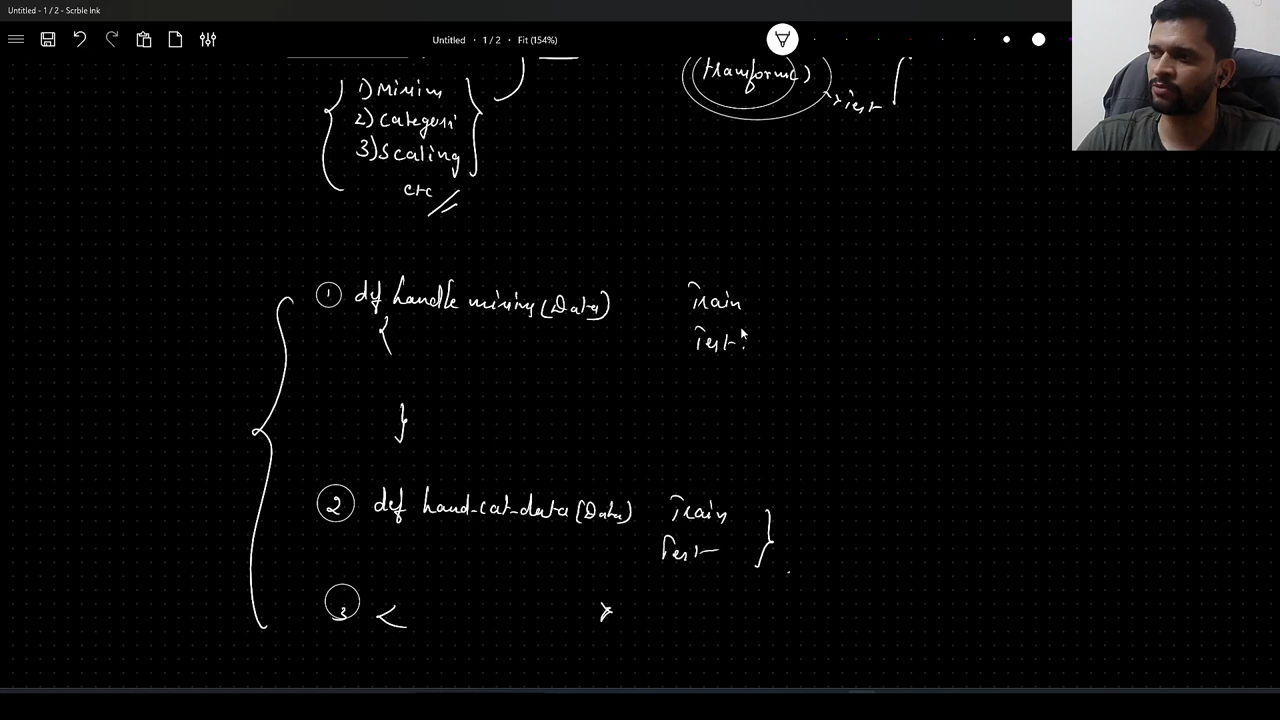 Untitled - 1 / 2 - Scrble Ink
Untitled • 1 / 2 • Fit (154%)
1) Missin
2) Categori
3) Scaling
etc
transform()
Test
1 def handle missing (Data) Train
Test.
2 def hand-cat-data (Data) Train
Test
3